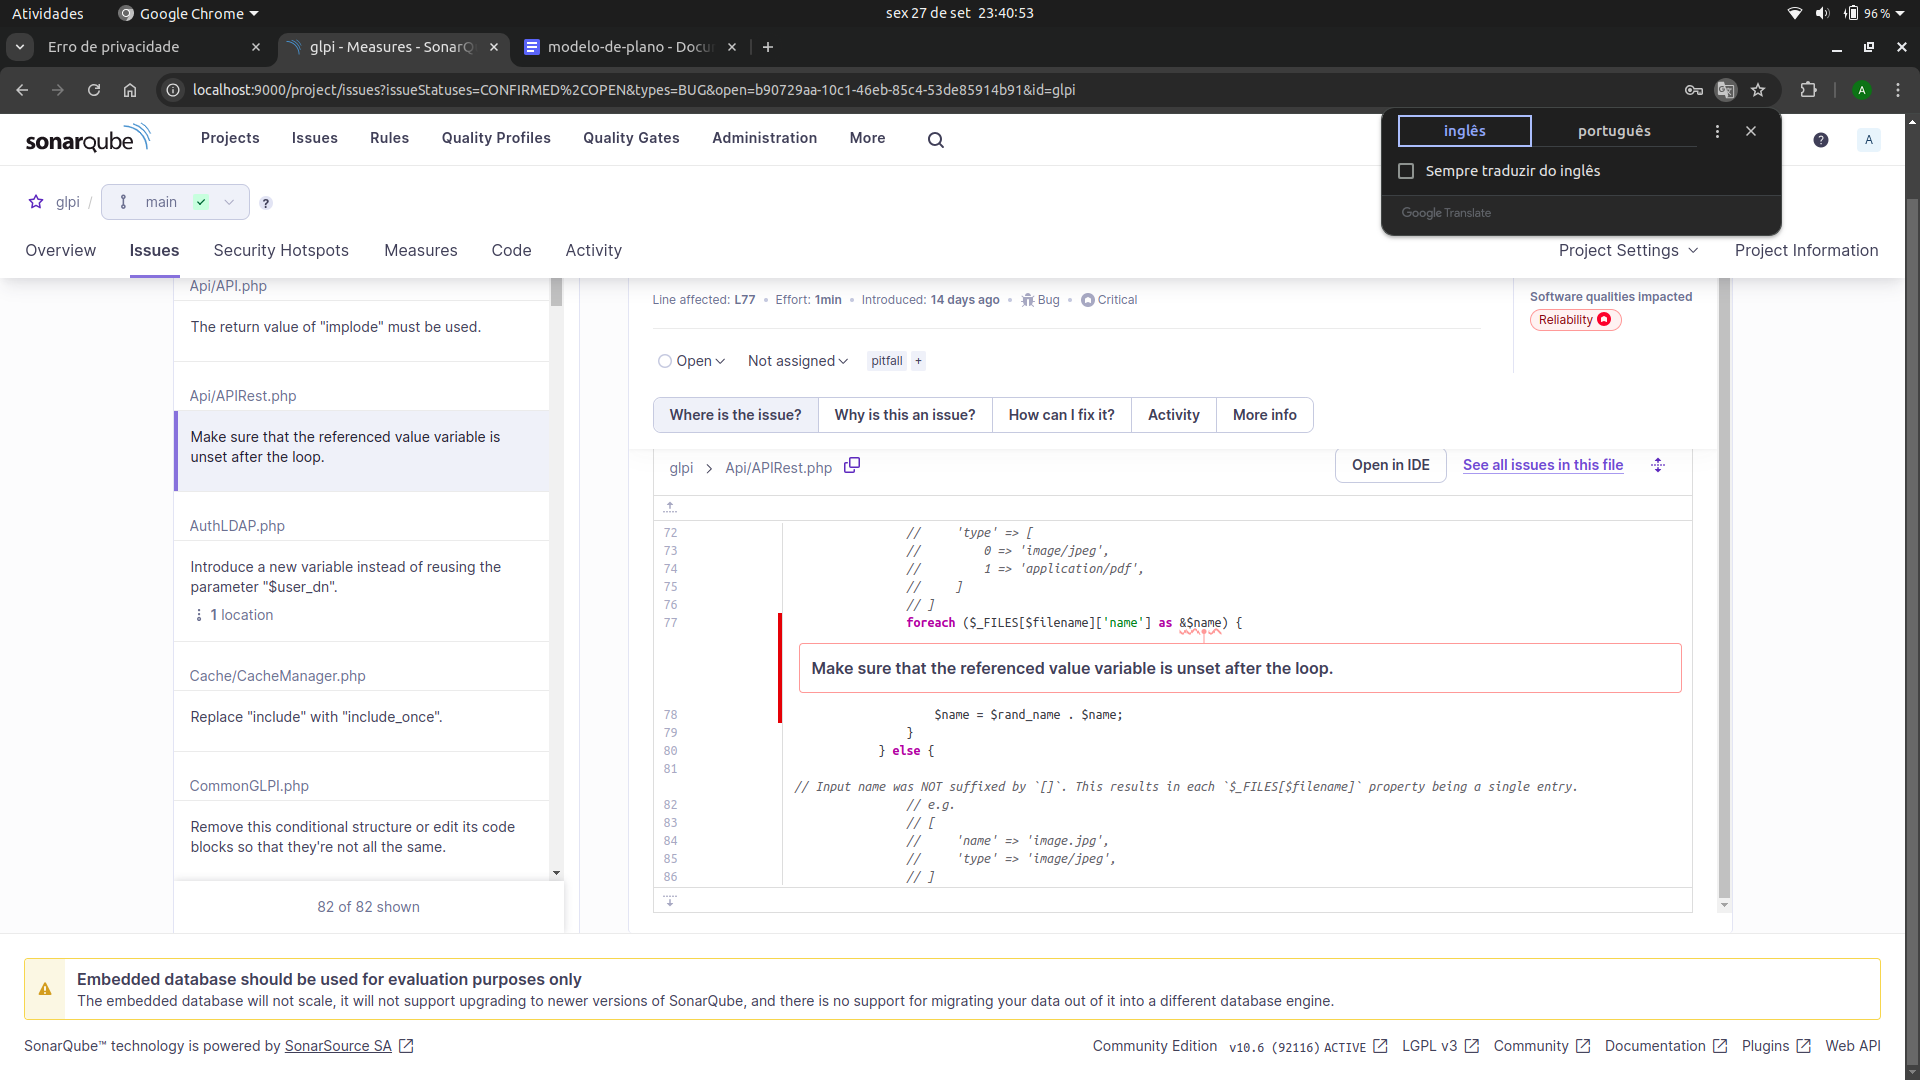 Atividades
Google Chrome
sex 27 de set 23:40:53
96 %
Erro de privacidade
glpi - Measures - SonarQ
modelo-de-plano - Docu
localhost:9000/project/issues?issueStatuses=CONFIRMED%2COPEN&types=BUG&open=b90729aa-10c1-46eb-85c4-53de85914b91&id=glpi
A
inglês
português
Sempre traduzir do inglês
Google Translate
sonarqube
Projects
Issues
Rules
Quality Profiles
Quality Gates
Administration
More
?
A
glpi / main
?
Overview
Issues
Security Hotspots
Measures
Code
Activity
Project Settings
Project Information
Api/API.php
The return value of "implode" must be used.
Api/APIRest.php
Make sure that the referenced value variable is
unset after the loop.
AuthLDAP.php
Introduce a new variable instead of reusing the
parameter "$user_dn".
1 location
Cache/CacheManager.php
Replace "include" with "include_once".
CommonGLPI.php
Remove this conditional structure or edit its code
blocks so that they're not all the same.
82 of 82 shown
Line affected: L77 • Effort: 1min • Introduced: 14 days ago • Bug • Critical
Software qualities impacted
Reliability
Open
Not assigned
pitfall
+
Where is the issue?
Why is this an issue?
How can I fix it?
Activity
More info
glpi > Api/APIRest.php
Open in IDE
See all issues in this file
72 //     'type' => [
73 //         0 => 'image/jpeg',
74 //         1 => 'application/pdf',
75 //     ]
76 // ]
77 foreach ($_FILES[$filename]['name'] as &$name) {
Make sure that the referenced value variable is unset after the loop.
78 $name = $rand_name . $name;
79 }
80 } else {
81
// Input name was NOT suffixed by `[]`. This results in each `$_FILES[$filename]` property being a single entry.
82 // e.g.
83 // [
84 //     'name' => 'image.jpg',
85 //     'type' => 'image/jpeg',
86 // ]
Embedded database should be used for evaluation purposes only
The embedded database will not scale, it will not support upgrading to newer versions of SonarQube, and there is no support for migrating your data out of it into a different database engine.
SonarQube™ technology is powered by SonarSource SA
Community Edition
v10.6 (92116) ACTIVE
LGPL v3
Community
Documentation
Plugins
Web API